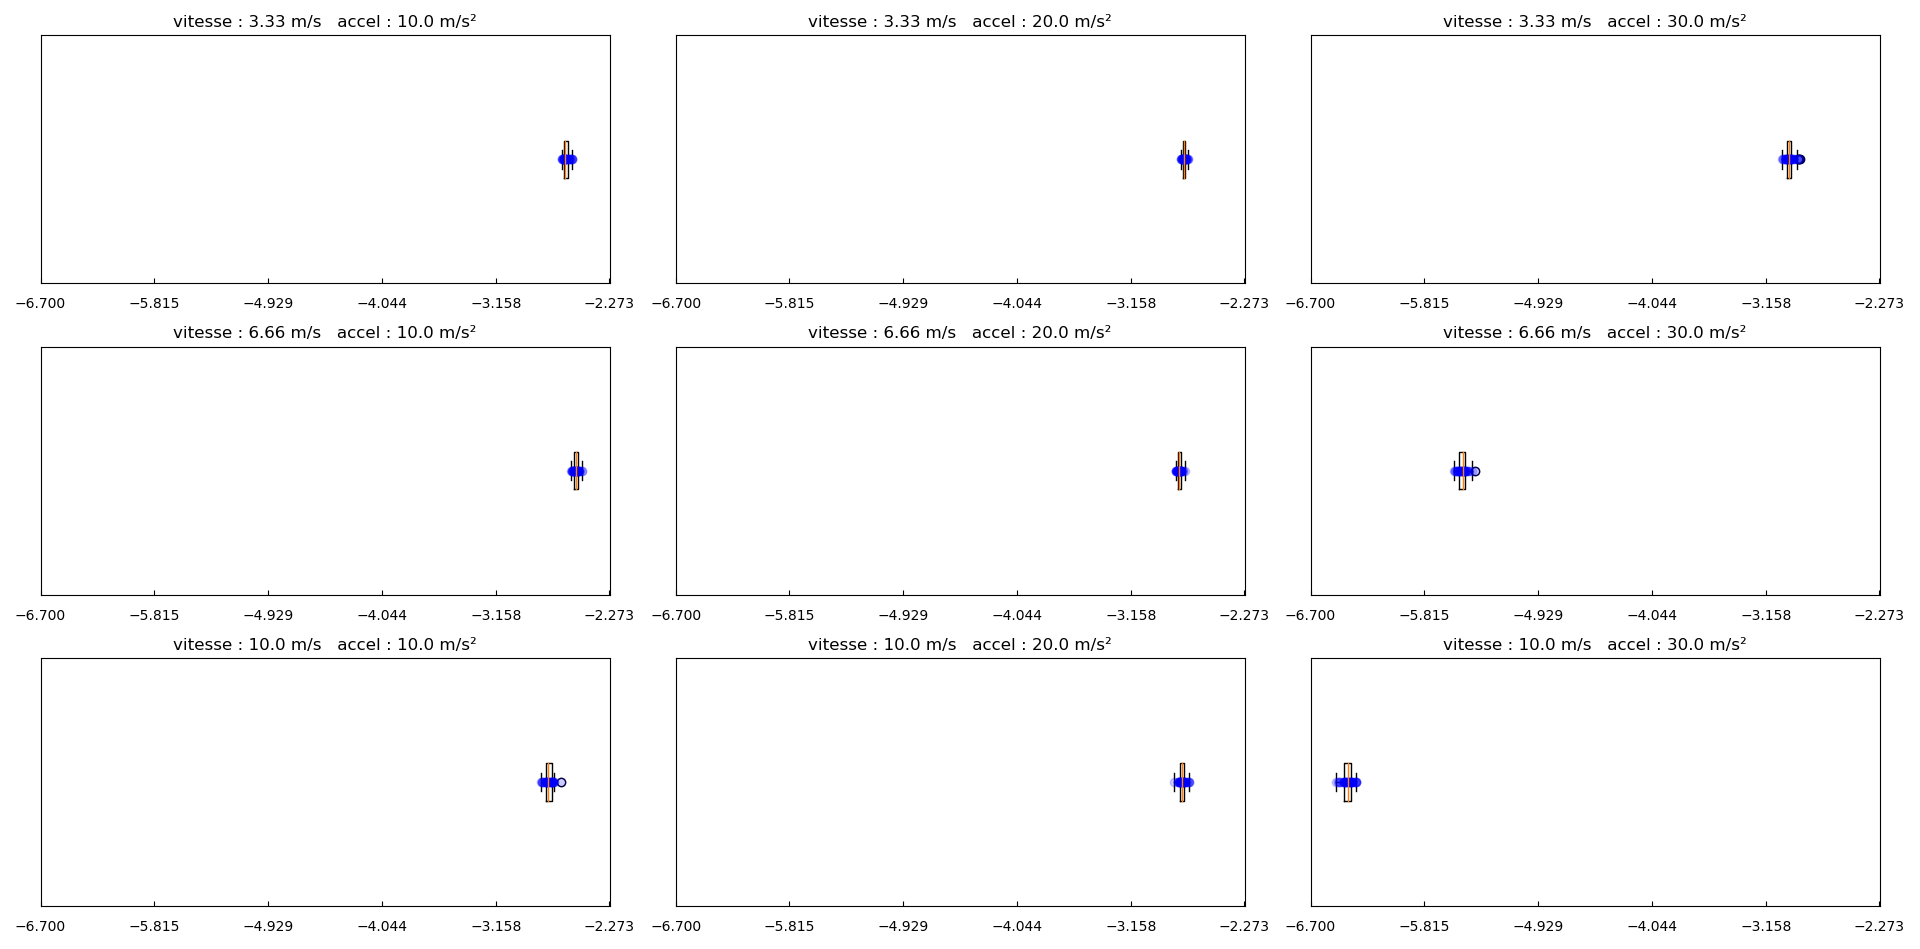 vitesse : 3.33 m/s   accel : 10.0 m/s²   vitesse : 3.33 m/s   accel : 20.0 m/s²   vitesse : 3.33 m/s   accel : 30.0 m/s²
−6.700 −5.815 −4.929 −4.044 −3.158 −2.273 −6.700 −5.815 −4.929 −4.044 −3.158 −2.273 −6.700 −5.815 −4.929 −4.044 −3.158 −2.273
vitesse : 6.66 m/s   accel : 10.0 m/s²   vitesse : 6.66 m/s   accel : 20.0 m/s²   vitesse : 6.66 m/s   accel : 30.0 m/s²
−6.700 −5.815 −4.929 −4.044 −3.158 −2.273 −6.700 −5.815 −4.929 −4.044 −3.158 −2.273 −6.700 −5.815 −4.929 −4.044 −3.158 −2.273
vitesse : 10.0 m/s   accel : 10.0 m/s²   vitesse : 10.0 m/s   accel : 20.0 m/s²   vitesse : 10.0 m/s   accel : 30.0 m/s²
−6.700 −5.815 −4.929 −4.044 −3.158 −2.273 −6.700 −5.815 −4.929 −4.044 −3.158 −2.273 −6.700 −5.815 −4.929 −4.044 −3.158 −2.273